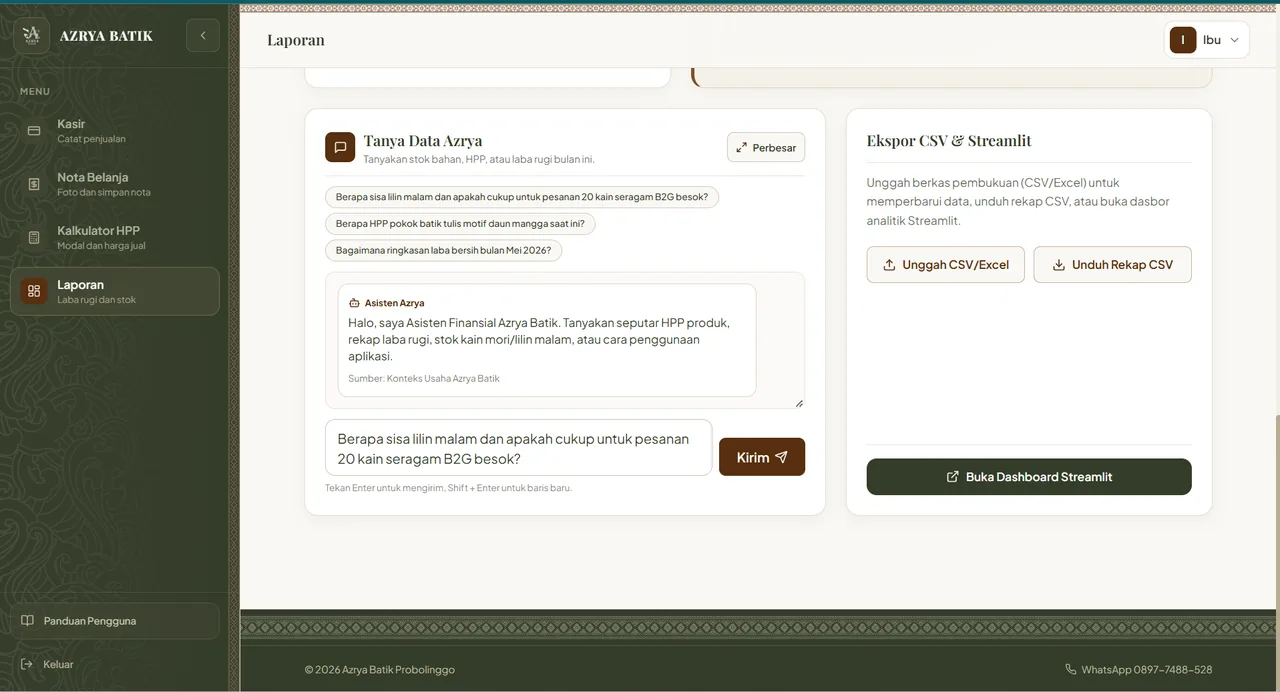 AZRYA BATIK
MENU
Kasir
Catat penjualan
Nota Belanja
Foto dan simpan nota
Kalkulator HPP
Modal dan harga jual
Laporan
Laba rugi dan stok
Panduan Pengguna
Keluar
Laporan
I
Ibu
Tanya Data Azrya
Tanyakan stok bahan, HPP, atau laba rugi bulan ini.
Perbesar
Berapa sisa lilin malam dan apakah cukup untuk pesanan 20 kain seragam B2G besok?
Berapa HPP pokok batik tulis motif daun mangga saat ini?
Bagaimana ringkasan laba bersih bulan Mei 2026?
Asisten Azrya
Halo, saya Asisten Finansial Azrya Batik. Tanyakan seputar HPP produk,
rekap laba rugi, stok kain mori/lilin malam, atau cara penggunaan
aplikasi.
Sumber: Konteks Usaha Azrya Batik
Berapa sisa lilin malam dan apakah cukup untuk pesanan
20 kain seragam B2G besok?
Kirim
Tekan Enter untuk mengirim, Shift + Enter untuk baris baru.
Ekspor CSV & Streamlit
Unggah berkas pembukuan (CSV/Excel) untuk
memperbarui data, unduh rekap CSV, atau buka dasbor
analitik Streamlit.
Unggah CSV/Excel
Unduh Rekap CSV
Buka Dashboard Streamlit
© 2026 Azrya Batik Probolinggo
WhatsApp 0897-7488-528